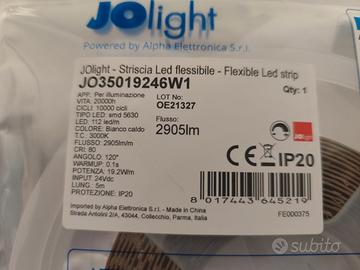 JOlight
Powered by Alpha Elettronica S.r.l.
JOlight - Striscia Led flessibile - Flexible Led strip
JO35019246W1
Qty: 1
APP: Per illuminazione
VITA: 20000h
CICLI: 10000 cicli
TIPO LED: smd 5630
LED: 112 led/m
COLORE: Bianco caldo
T.C: 3000K
FLUSSO: 2905lm/m
CRI: 80
ANGOLO: 120°
WARMUP: 0.1s
POTENZA: 19.2W/m
INPUT: 24Vdc
LUNG: 5m
PROTEZIONE: IP20
LOT No:
OE21327
Flusso:
2905lm
JOlight
CE
IP20
8 017443 645219
Imported by Alpha Elettronica S.r.l. - Made in China
Strada Antolini 2/A, 43044, Collecchio, Parma, Italia
FE000375
subito